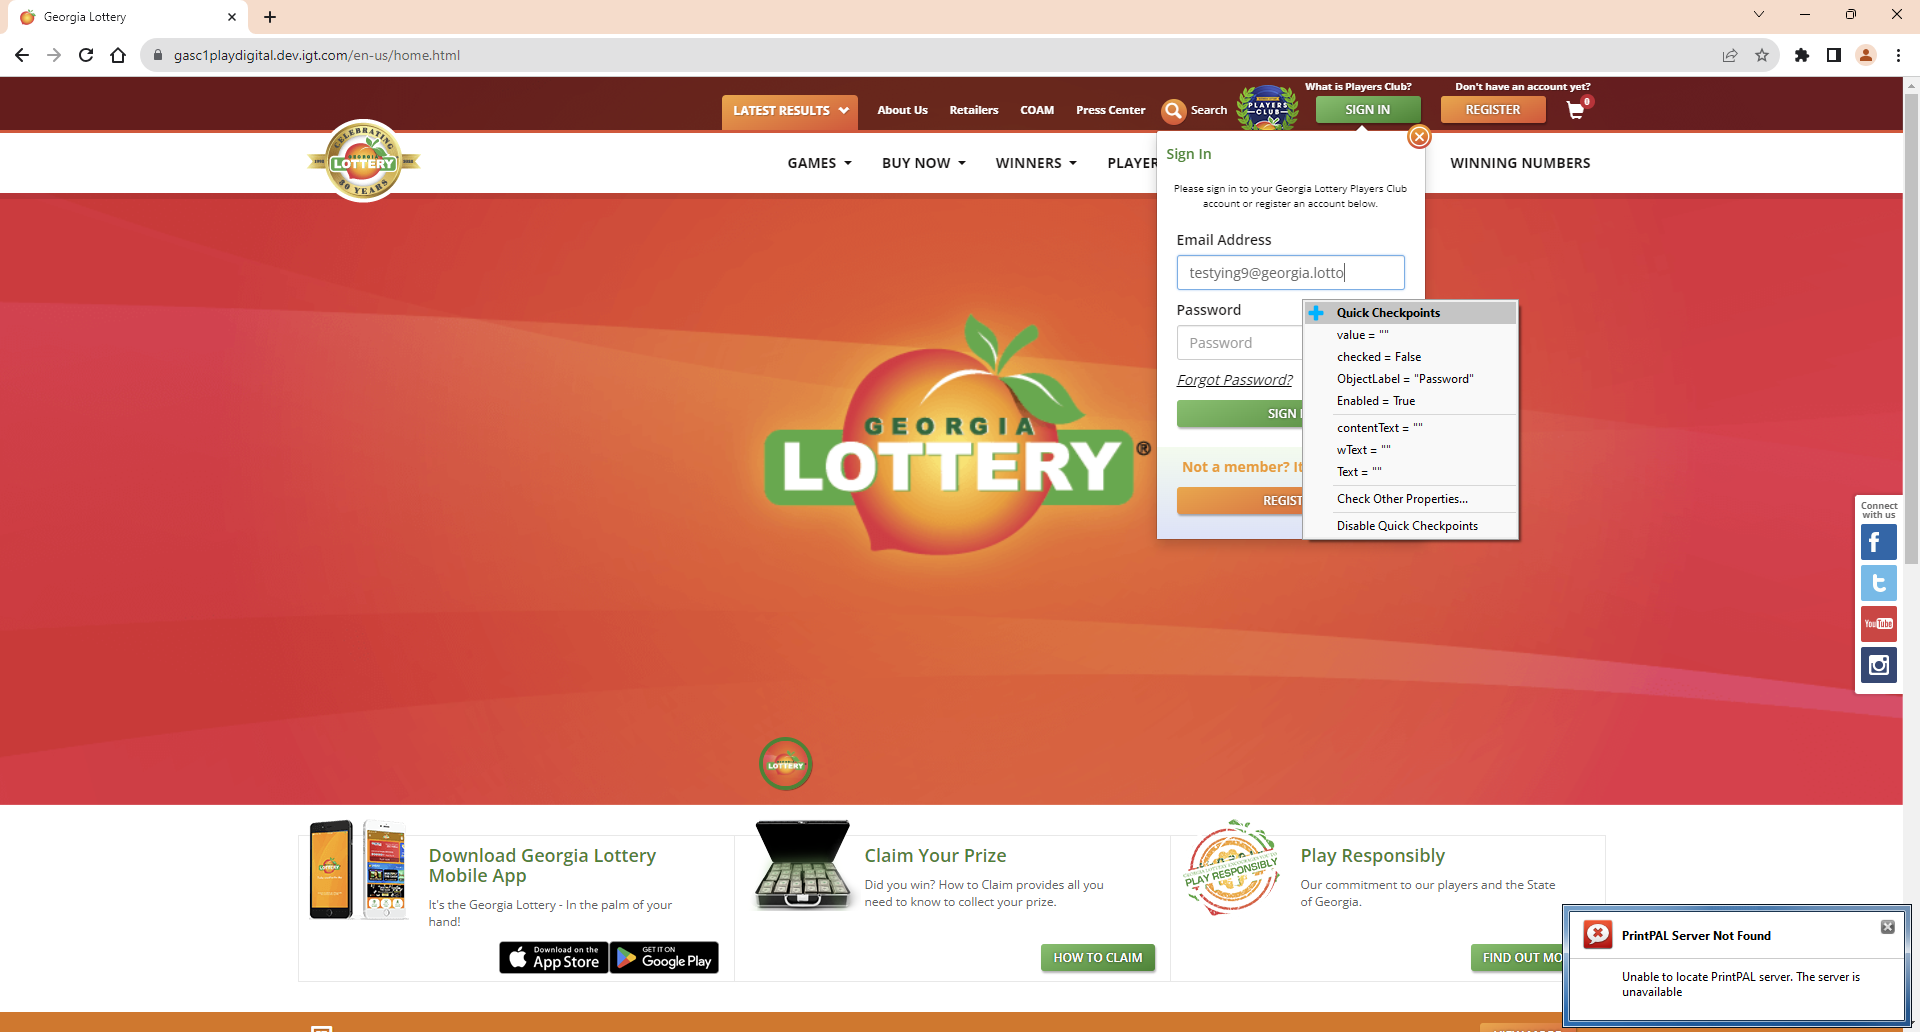 Georgia Lottery
gasc1playdigital.dev.igt.com/en-us/home.html
What is Players Club?
Don't have an account yet?
LATEST RESULTS
About Us
Retailers
COAM
Press Center
Search
PLAYERS
CLUB
SIGN IN
REGISTER
0
CELEBRATING
GEORGIA
LOTTERY
30 YEARS
GAMES
BUY NOW
WINNERS
PLAYER
WINNING NUMBERS
Sign In
Please sign in to your Georgia Lottery Players Club
account or register an account below.
Email Address
testying9@georgia.lotto
Password
Password
Forgot Password?
SIGN I
Not a member? It
REGIST
Quick Checkpoints
value = ""
checked = False
ObjectLabel = "Password"
Enabled = True
contentText = ""
wText = ""
Text = ""
Check Other Properties...
Disable Quick Checkpoints
GEORGIA
LOTTERY®
Connect
with us
You Tube
LOTTERY
Download Georgia Lottery
Mobile App
It's the Georgia Lottery - In the palm of your
hand!
Download on the
App Store
GET IT ON
Google Play
Claim Your Prize
Did you win? How to Claim provides all you
need to know to collect your prize.
HOW TO CLAIM
PLAY RESPONSIBLY
Play Responsibly
Our commitment to our players and the State
of Georgia.
FIND OUT MO
PrintPAL Server Not Found
Unable to locate PrintPAL server. The server is
unavailable